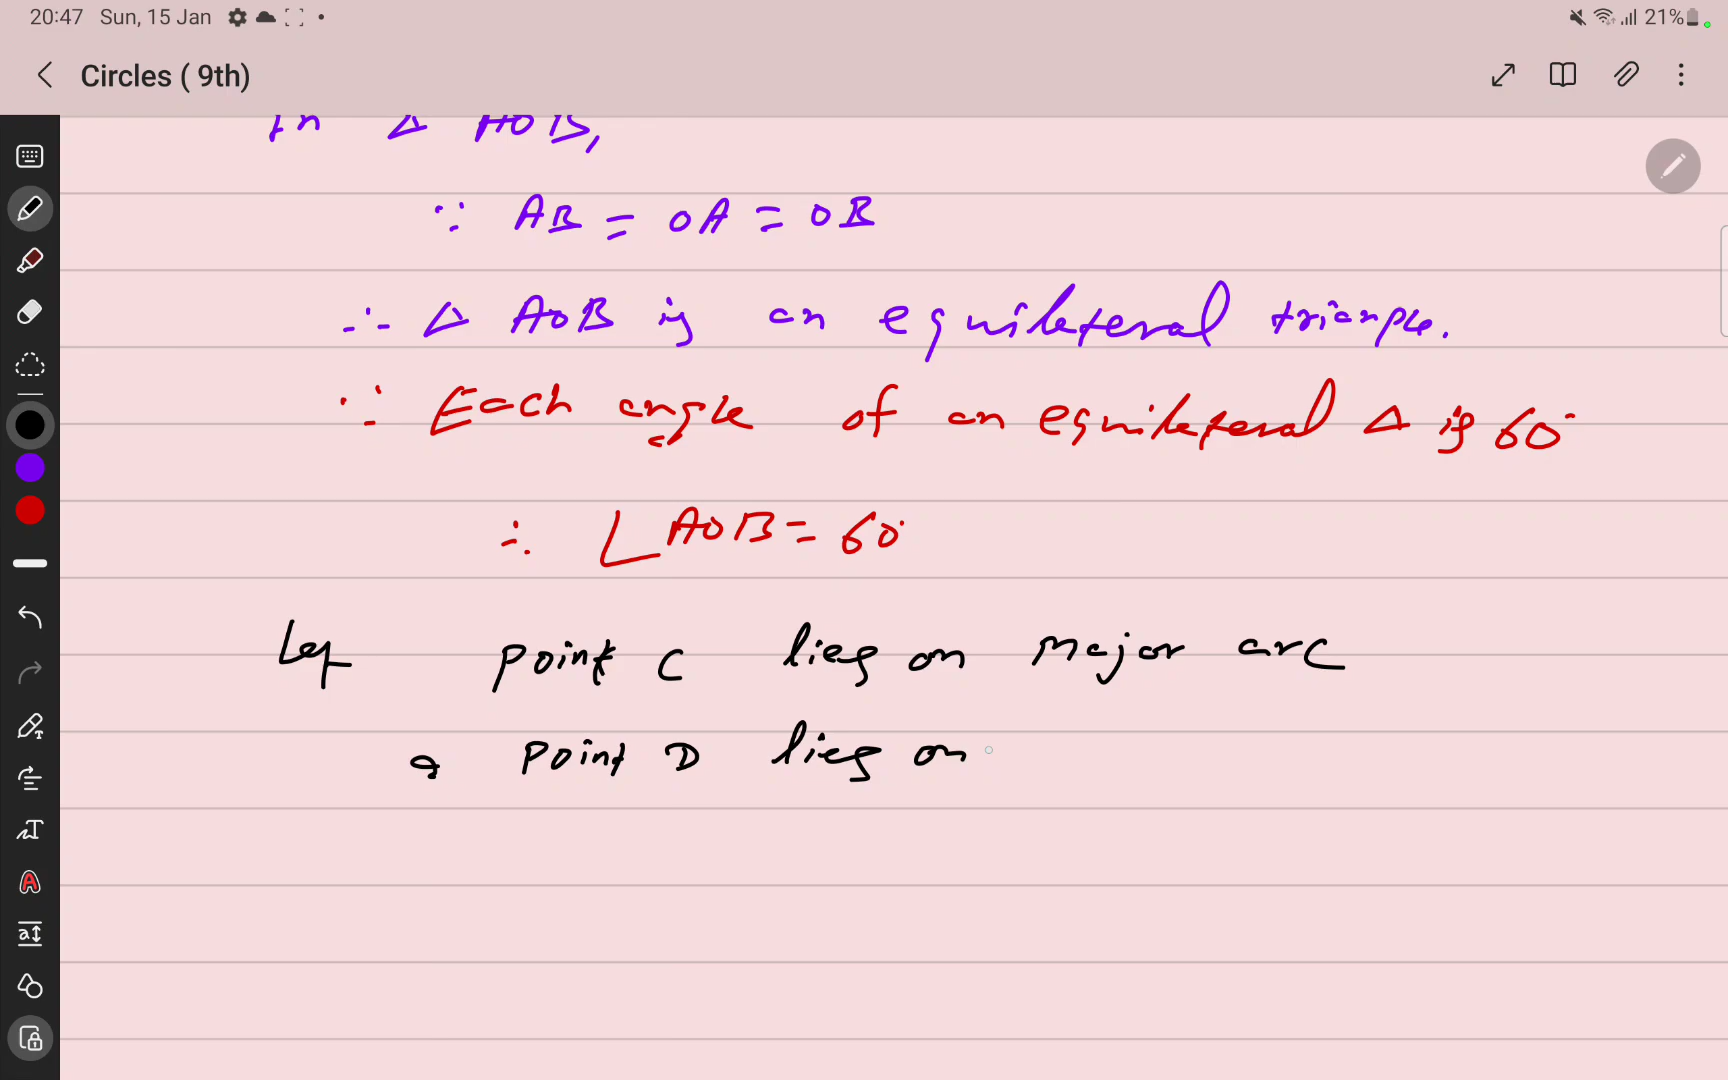 20:47 Sun, 15 Jan 21%
Circles ( 9th)
In Δ AOB,
∵ AB = OA = OB
∴ Δ AOB is an equilateral triangle.
∵ Each angle of an equilateral Δ is 60°
∴ ∠AOB = 60°
Let point C lies on major arc
& point D lies on